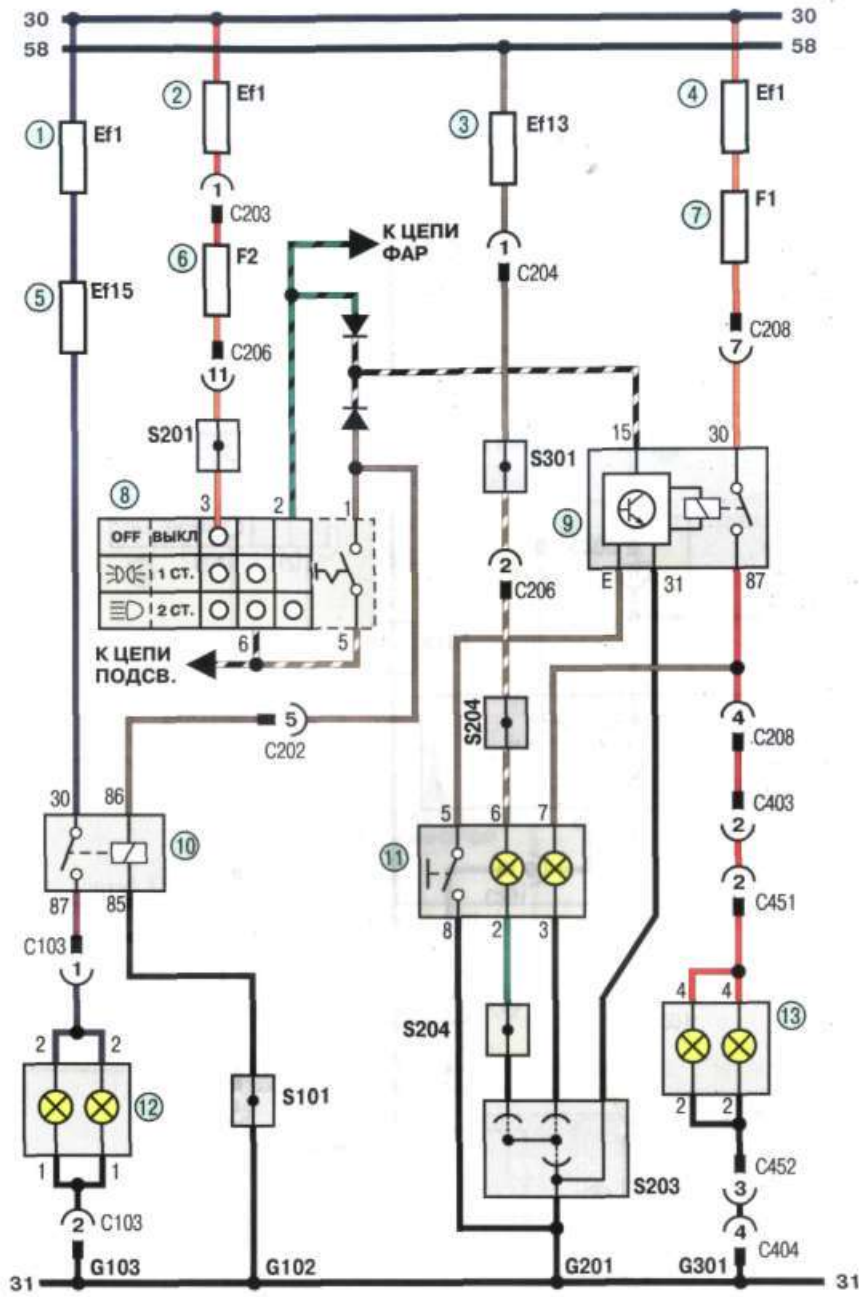 30 30
58 58
2 Ef1
4 Ef1
1 Ef1
3 Ef13
7 F1
1
C203
К ЦЕПИ
ФАР
6 F2
1
C204
5 Ef15
C206
11
C208
7
S201
15 30
S301
8 3 2 1
9
OFF ВЫКЛ
1 СТ.
2 СТ.
2
C206
E 31 87
6 5
К ЦЕПИ
ПОДСВ.
S204
5
C202
4
C208
C403
2
30 86
10
5 6 7
11
2
C451
87 85
8 2 3
C103
1
4 4
13
S204
2 2
12
S101
2 2
1 1
S203
C452
3
2 C103
4
C404
G103 G102 G201 G301
31 31